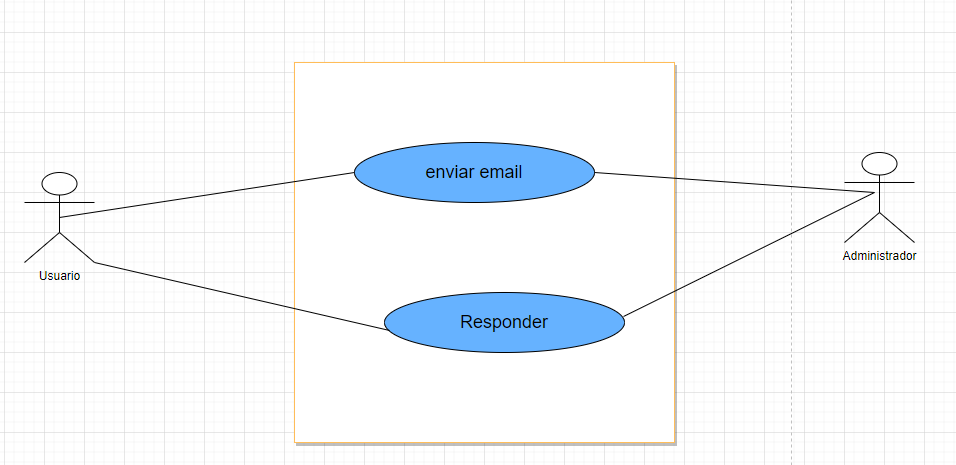 enviar email
Usuario
Administrador
Responder